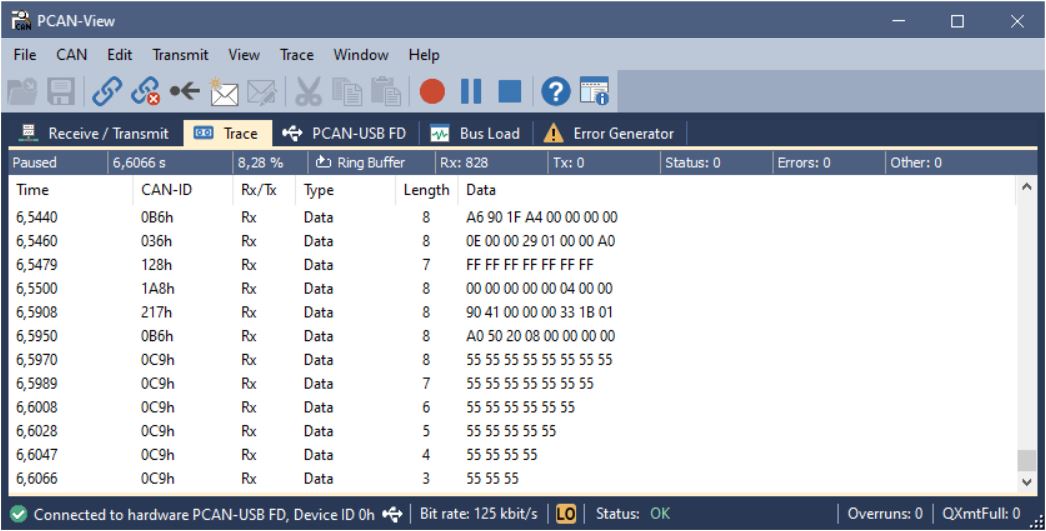 CAN PCAN-View
File CAN Edit Transmit View Trace Window Help
Receive / Transmit Trace PCAN-USB FD Bus Load Error Generator
Paused 6,6066 s 8,28 % Ring Buffer Rx: 828 Tx: 0 Status: 0 Errors: 0 Other: 0
Time CAN-ID Rx/Tx Type Length Data
6,5440 0B6h Rx Data 8 A6 90 1F A4 00 00 00 00
6,5460 036h Rx Data 8 0E 00 00 29 01 00 00 A0
6,5479 128h Rx Data 7 FF FF FF FF FF FF FF
6,5500 1A8h Rx Data 8 00 00 00 00 00 04 00 00
6,5908 217h Rx Data 8 90 41 00 00 00 33 1B 01
6,5950 0B6h Rx Data 8 A0 50 20 08 00 00 00 00
6,5970 0C9h Rx Data 8 55 55 55 55 55 55 55 55
6,5989 0C9h Rx Data 7 55 55 55 55 55 55 55
6,6008 0C9h Rx Data 6 55 55 55 55 55 55
6,6028 0C9h Rx Data 5 55 55 55 55 55
6,6047 0C9h Rx Data 4 55 55 55 55
6,6066 0C9h Rx Data 3 55 55 55
Connected to hardware PCAN-USB FD, Device ID 0h Bit rate: 125 kbit/s LO Status: OK Overruns: 0 QXmtFull: 0